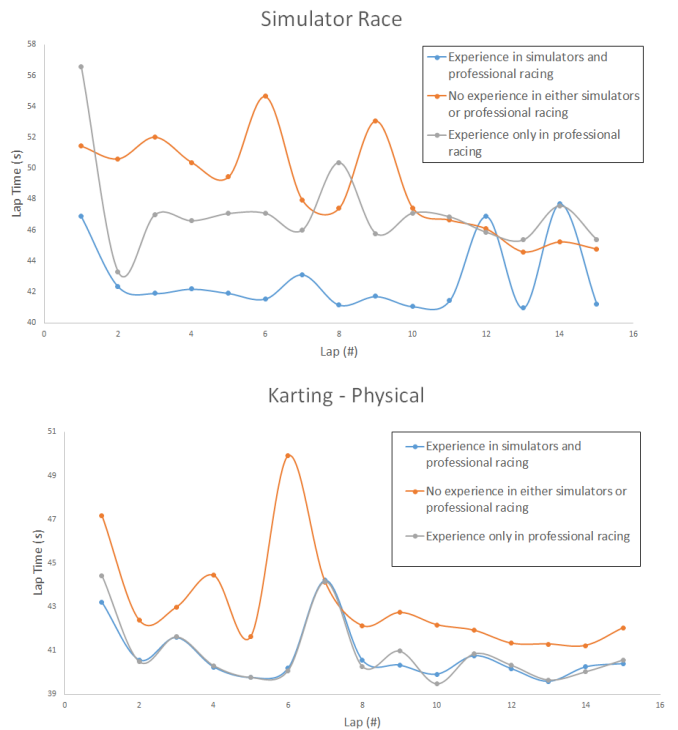 Simulator Race
58
56
54
52
50
48
46
44
42
40
Lap Time (s)
0 2 4 6 8 10 12 14 16
Lap (#)
Experience in simulators and
professional racing
No experience in either simulators
or professional racing
Experience only in professional
racing
Karting - Physical
51
49
47
45
43
41
39
Lap Time (s)
0 2 4 6 8 10 12 14 16
Lap (#)
Experience in simulators and
professional racing
No experience in either simulators or
professional racing
Experience only in professional racing